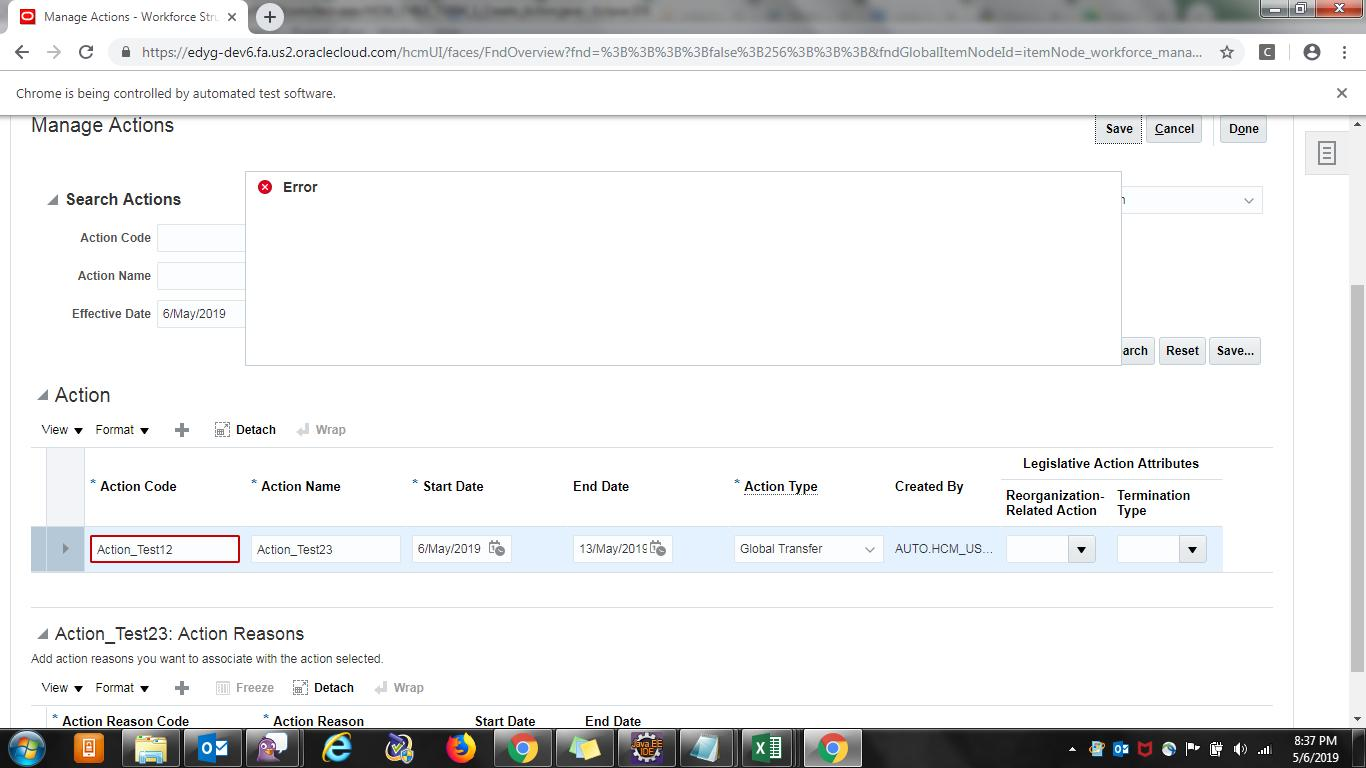 Manage Actions - Workforce Stru
https://edyg-dev6.fa.us2.oraclecloud.com/hcmUI/faces/FndOverview?fnd=%3B%3B%3B%3Bfalse%3B256%3B%3B%3B&fndGlobalItemNodeId=itemNode_workforce_mana...
C
Chrome is being controlled by automated test software.
Manage Actions
Save Cancel Done
Error
Search Actions
Action Code
Action Name
Effective Date 6/May/2019
arch Reset Save...
Action
View Format Detach Wrap
Legislative Action Attributes
* Action Code * Action Name * Start Date End Date * Action Type Created By Reorganization-Related Action Termination Type
Action_Test12 Action_Test23 6/May/2019 13/May/2019 Global Transfer AUTO.HCM_US...
Action_Test23: Action Reasons
Add action reasons you want to associate with the action selected.
View Format Freeze Detach Wrap
* Action Reason Code * Action Reason Start Date End Date
Java EE IDE
8:37 PM
5/6/2019